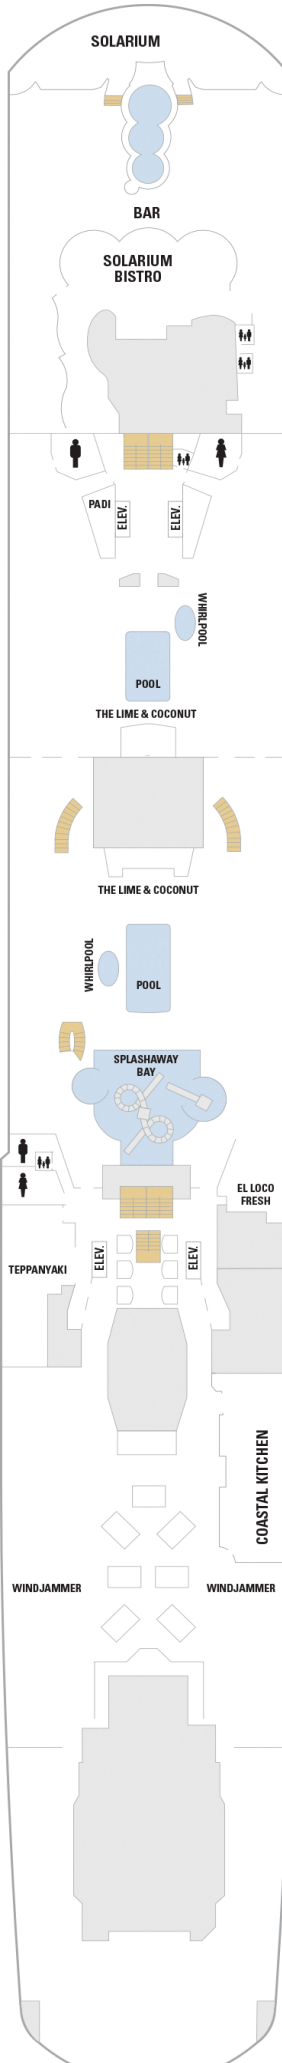 SOLARIUM
BAR
SOLARIUM
BISTRO
PADI
ELEV.
ELEV.
WHIRLPOOL
POOL
THE LIME & COCONUT
THE LIME & COCONUT
WHIRLPOOL
POOL
SPLASHAWAY
BAY
EL LOCO
FRESH
TEPPANYAKI
ELEV.
ELEV.
COASTAL KITCHEN
WINDJAMMER
WINDJAMMER